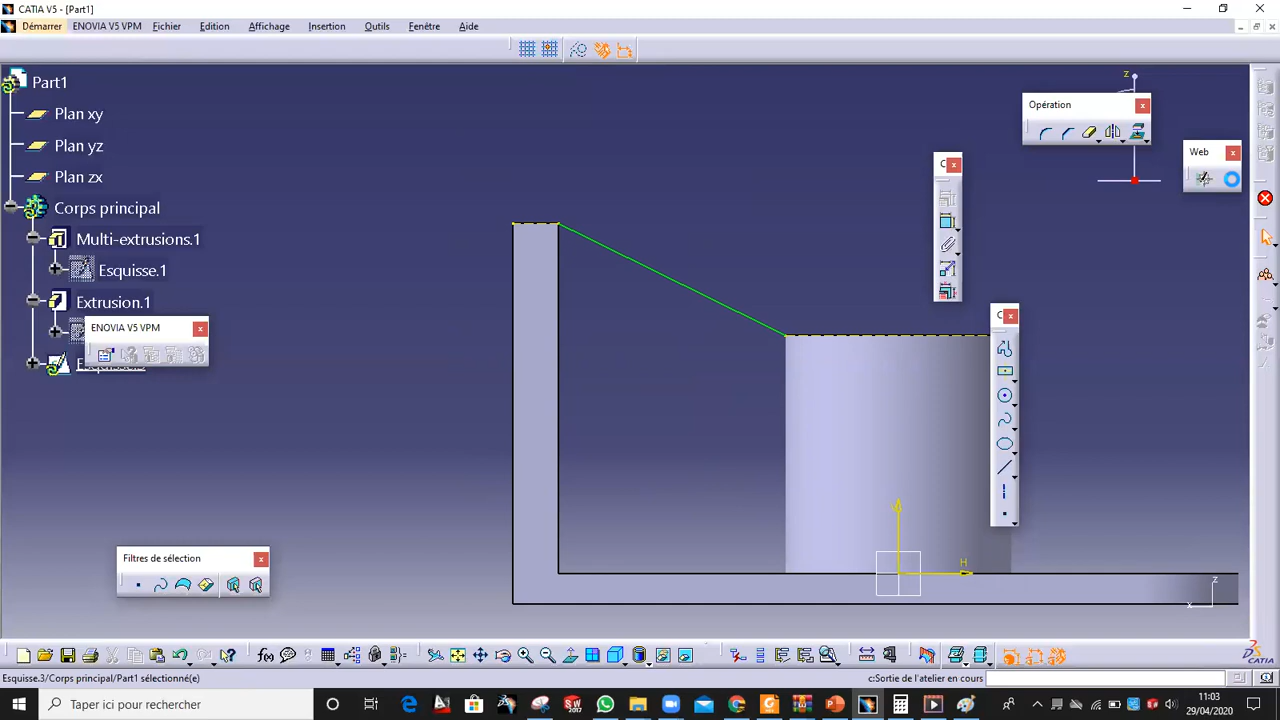 CATIA V5 - [Part1]
Démarrer ENOVIA V5 VPM Fichier Edition Affichage Insertion Outils Fenêtre Aide
Part1
Plan xy
Plan yz
Plan zx
Corps principal
Multi-extrusions.1
Esquisse.1
Extrusion.1
ENOVIA V5 VPM
Filtres de sélection
z
Opération
Web
C
C
V
H
z
x
f(x)
CATIA
Esquisse.3/Corps principal/Part1 sélectionné(e)
c:Sortie de l'atelier en cours
Taper ici pour rechercher
11:03
29/04/2020